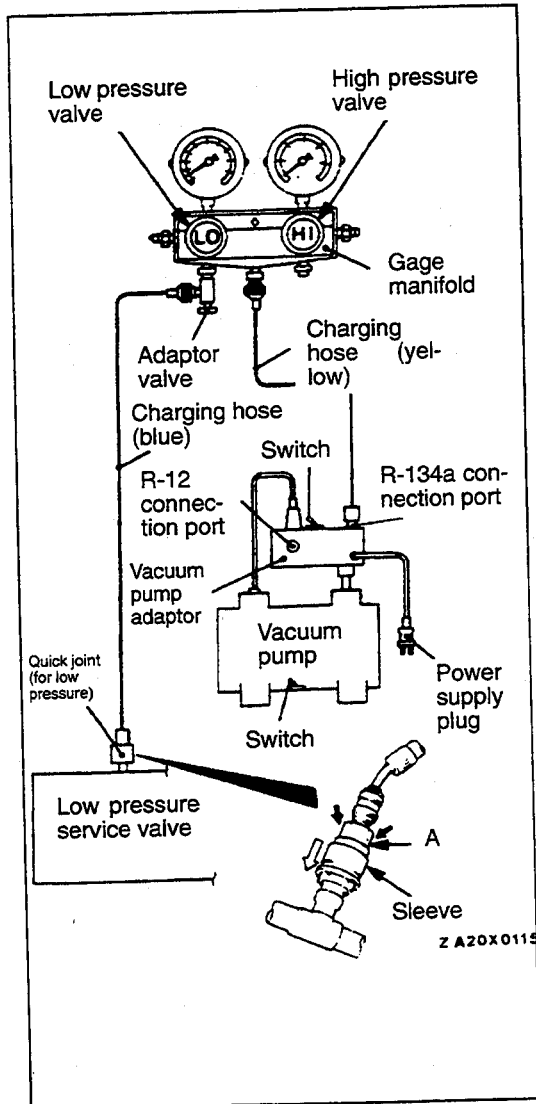 Low pressure
valve
High pressure
valve
LO
HI
Gage
manifold
Adaptor
valve
Charging
hose (yel-
low)
Charging hose
(blue)
Switch
R-12
connec-
tion port
R-134a con-
nection port
Vacuum
pump
adaptor
Vacuum
pump
Quick joint
(for low
pressure)
Switch
Power
supply
plug
Low pressure
service valve
A
Sleeve
Z A20X0115